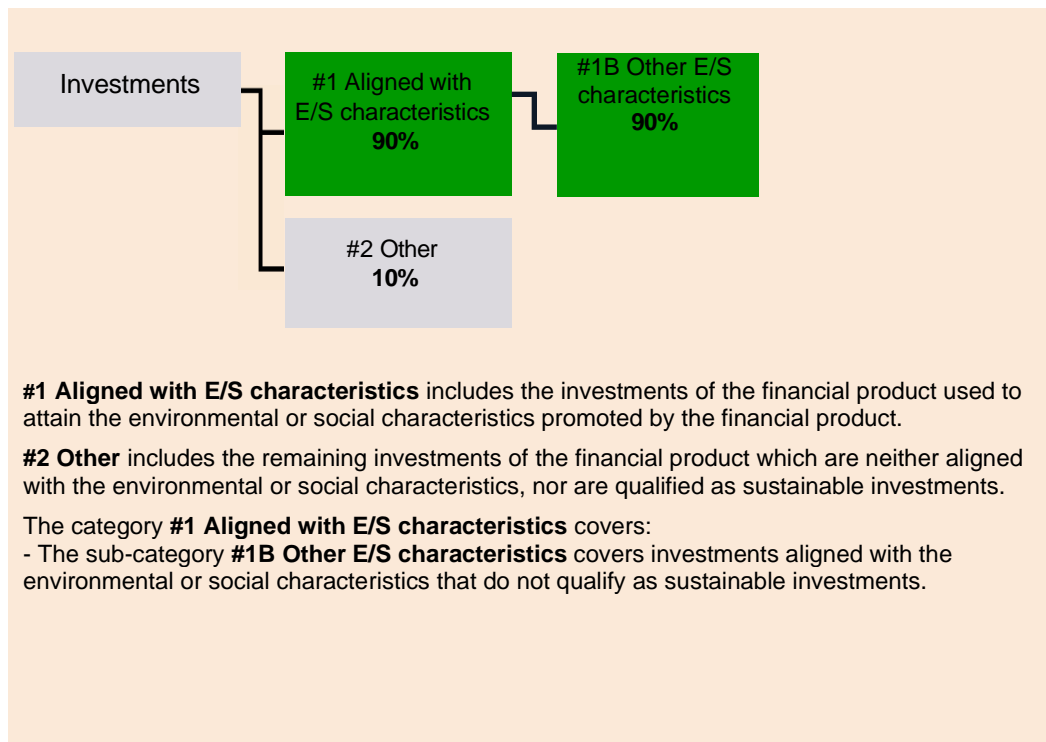 Investments
#1 Aligned with
E/S characteristics
90%
#1B Other E/S
characteristics
90%
#2 Other
10%
#1 Aligned with E/S characteristics includes the investments of the financial product used to
attain the environmental or social characteristics promoted by the financial product.
#2 Other includes the remaining investments of the financial product which are neither aligned
with the environmental or social characteristics, nor are qualified as sustainable investments.
The category #1 Aligned with E/S characteristics covers:
- The sub-category #1B Other E/S characteristics covers investments aligned with the
environmental or social characteristics that do not qualify as sustainable investments.